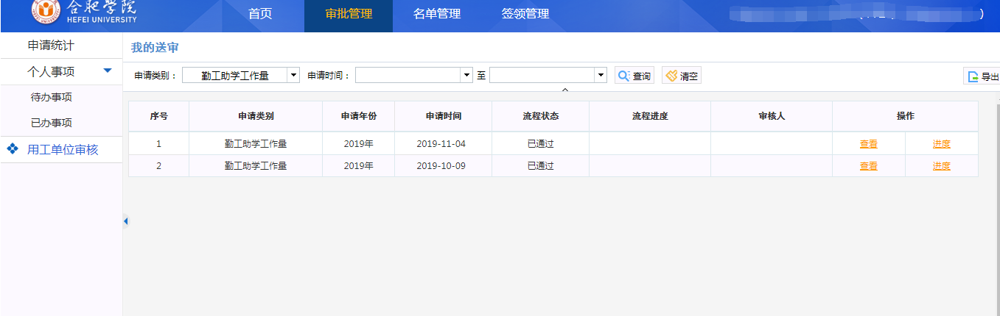 合肥学院
HEFEI UNIVERSITY
首页 审批管理 名单管理 签领管理
申请统计
个人事项
待办事项
已办事项
用工单位审核
我的送审
申请类别： 勤工助学工作量 申请时间： 至 查询 清空 导出
序号 申请类别 申请年份 申请时间 流程状态 流程进度 审核人 操作
1 勤工助学工作量 2019年 2019-11-04 已通过 查看 进度
2 勤工助学工作量 2019年 2019-10-09 已通过 查看 进度